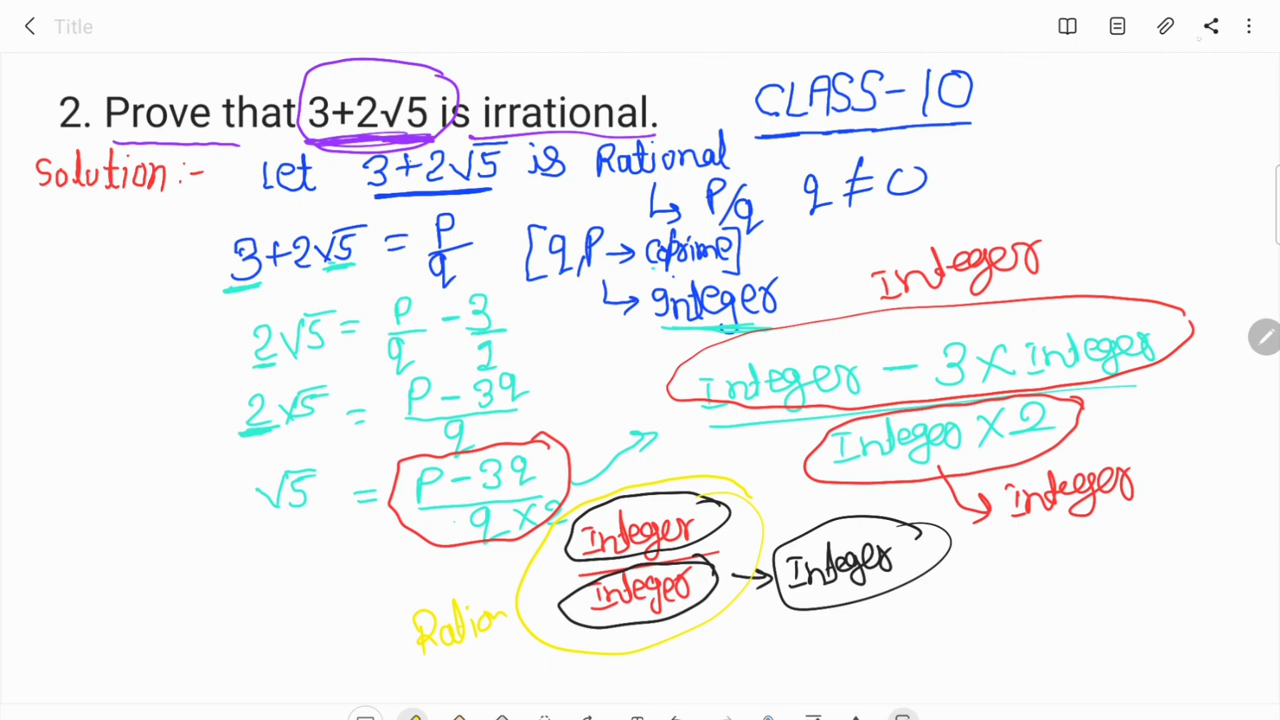 Title
2. Prove that 3+2√5 is irrational.
CLASS-10
Solution :-
Let 3+2√5 is Rational
↳ P/q q ≠ 0
3+2√5 = P/q [q,P → coprime]
↳ Integer
2√5 = P/q - 3/1
2√5 = P-3q/q
√5 = P-3q/q×2
Integer
Integer - 3×Integer
Integer ×2
↳ Integer
Integer
Integer → Integer
Ration